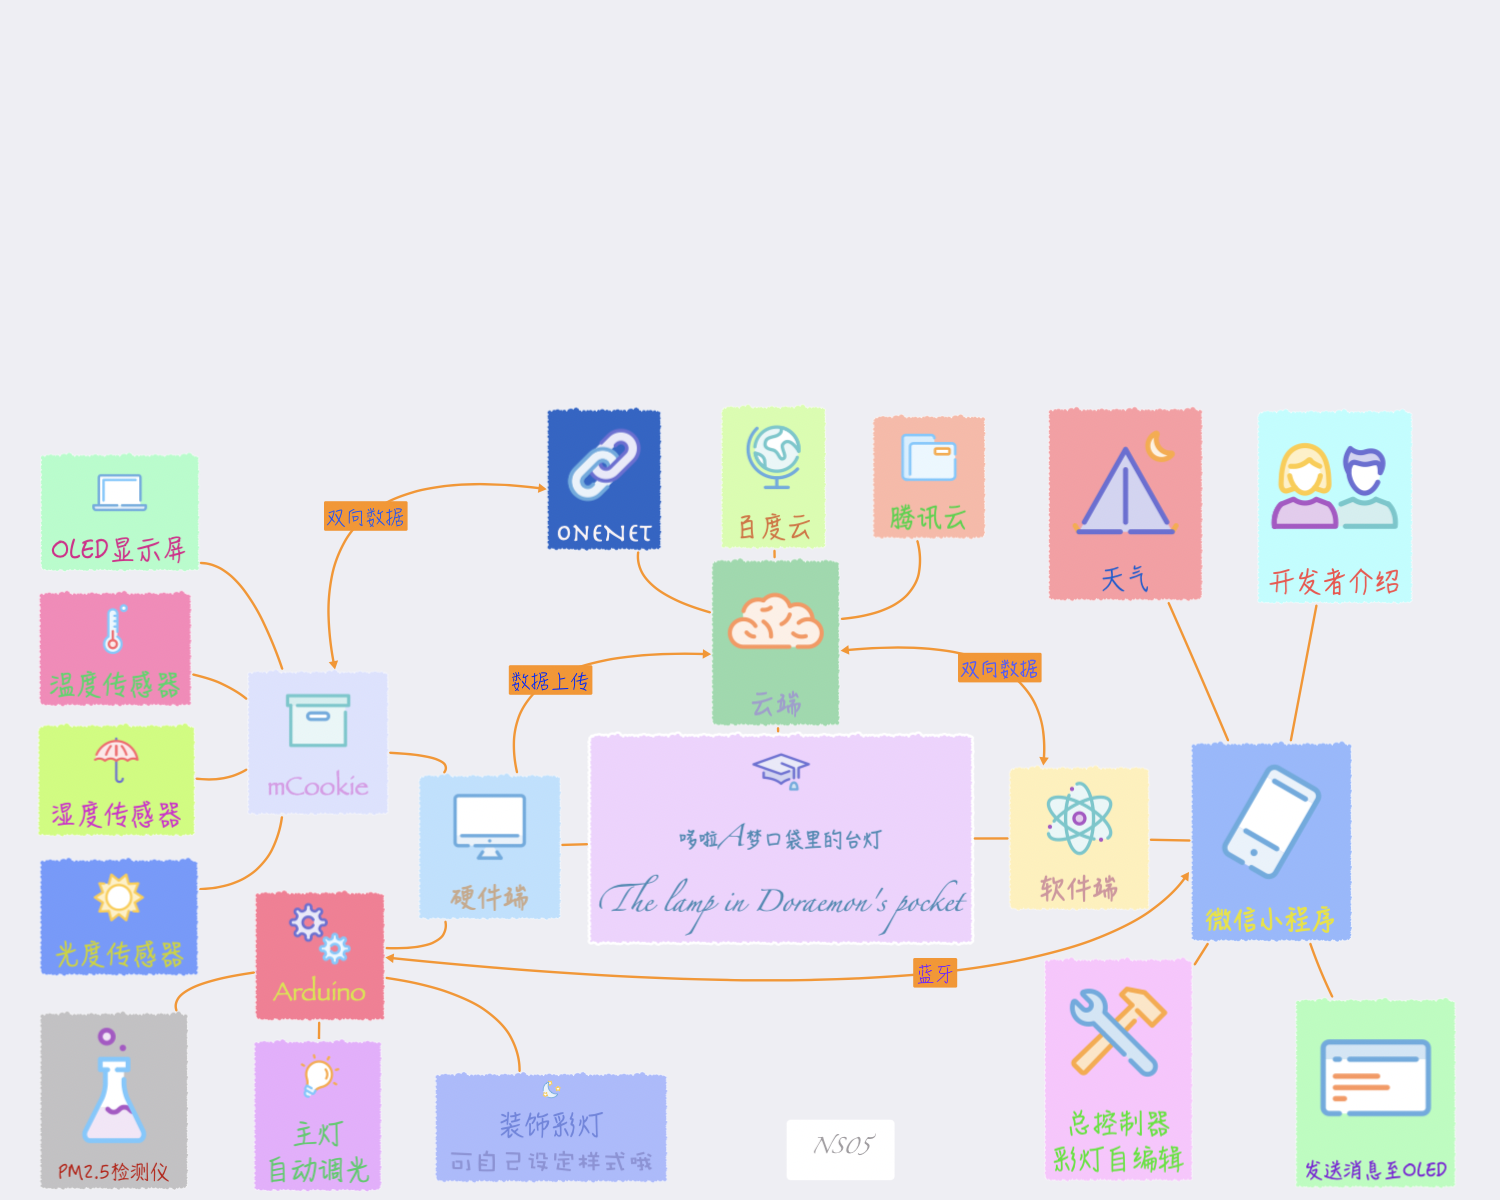 ONENET
百度云
腾讯云
天气
开发者介绍
OLED显示屏
双向数据
温度传感器
数据上传
双向数据
云端
mCookie
湿度传感器
哆啦A梦口袋里的台灯
The lamp in Doraemon's pocket
硬件端
软件端
微信小程序
光度传感器
Arduino
蓝牙
PM2.5检测仪
主灯
自动调光
装饰彩灯
可自己设定样式哦
NS05
总控制器
彩灯自编辑
发送消息至OLED